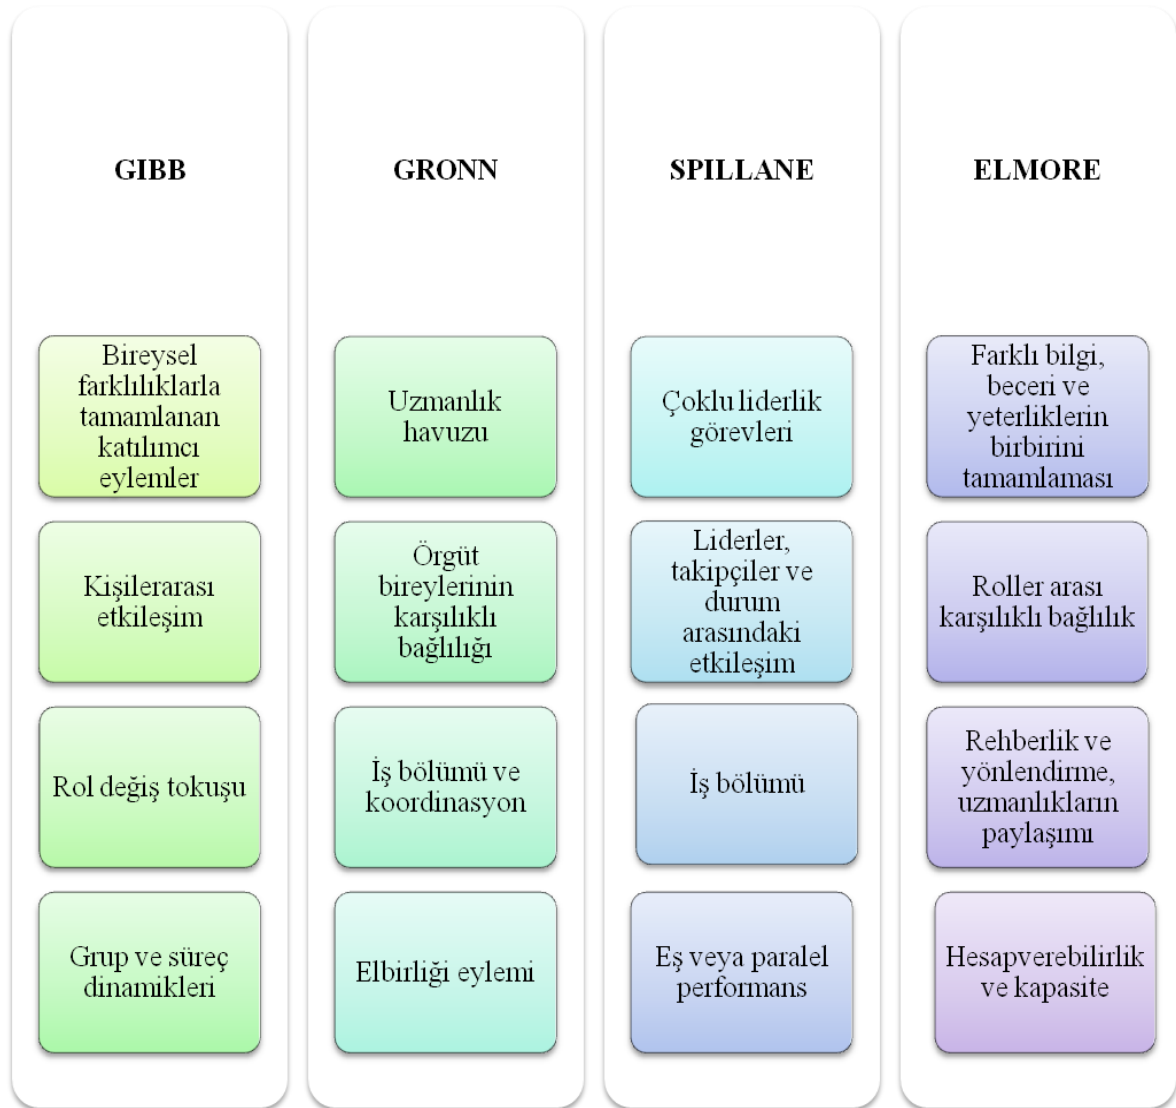 GIBB
Bireysel
farklılıklarla
tamamlanan
katılımcı
eylemler
Kişilerarası
etkileşim
Rol değiş tokuşu
Grup ve süreç
dinamikleri
GRONN
Uzmanlık
havuzu
Örgüt
bireylerinin
karşılıklı
bağlılığı
İş bölümü ve
koordinasyon
Elbirliği eylemi
SPILLANE
Çoklu liderlik
görevleri
Liderler,
takipçiler ve
durum
arasındaki
etkileşim
İş bölümü
Eş veya paralel
performans
ELMORE
Farklı bilgi,
beceri ve
yeterliklerin
birbirini
tamamlaması
Roller arası
karşılıklı bağlılık
Rehberlik ve
yönlendirme,
uzmanlıkların
paylaşımı
Hesapverebilirlik
ve kapasite